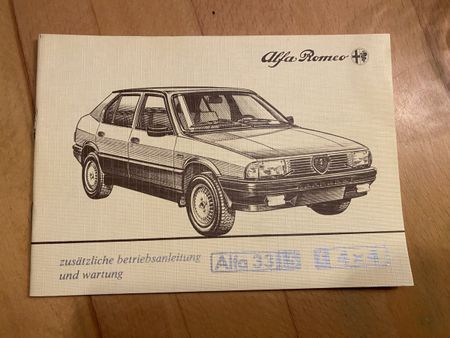 Alfa Romeo
zusätzliche betriebsanleitung
und wartung
Alfa 33
4x4